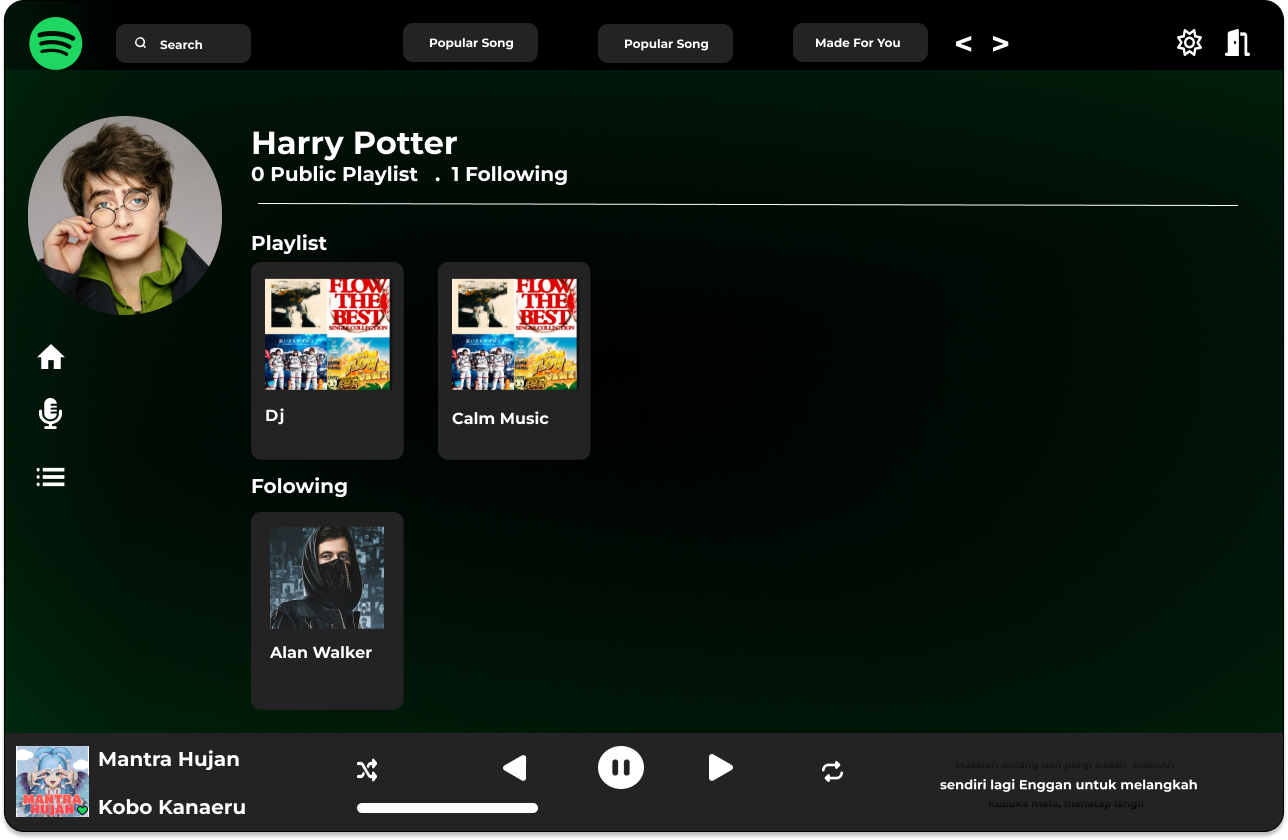 Search
Popular Song
Popular Song
Made For You
< >
Harry Potter
0 Public Playlist . 1 Following
Playlist
FLOW
THE
BEST
SINGLE COLLECTION
FLOW
THE
BEST
SINGLE COLLECTION
Dj
Calm Music
Folowing
Alan Walker
MANTRA
HUJAN
Mantra Hujan
Kobo Kanaeru
Masalah datang dan pergi sudah biasaAh
sendiri lagi Enggan untuk melangkah
Kubuka mata, menatap langit